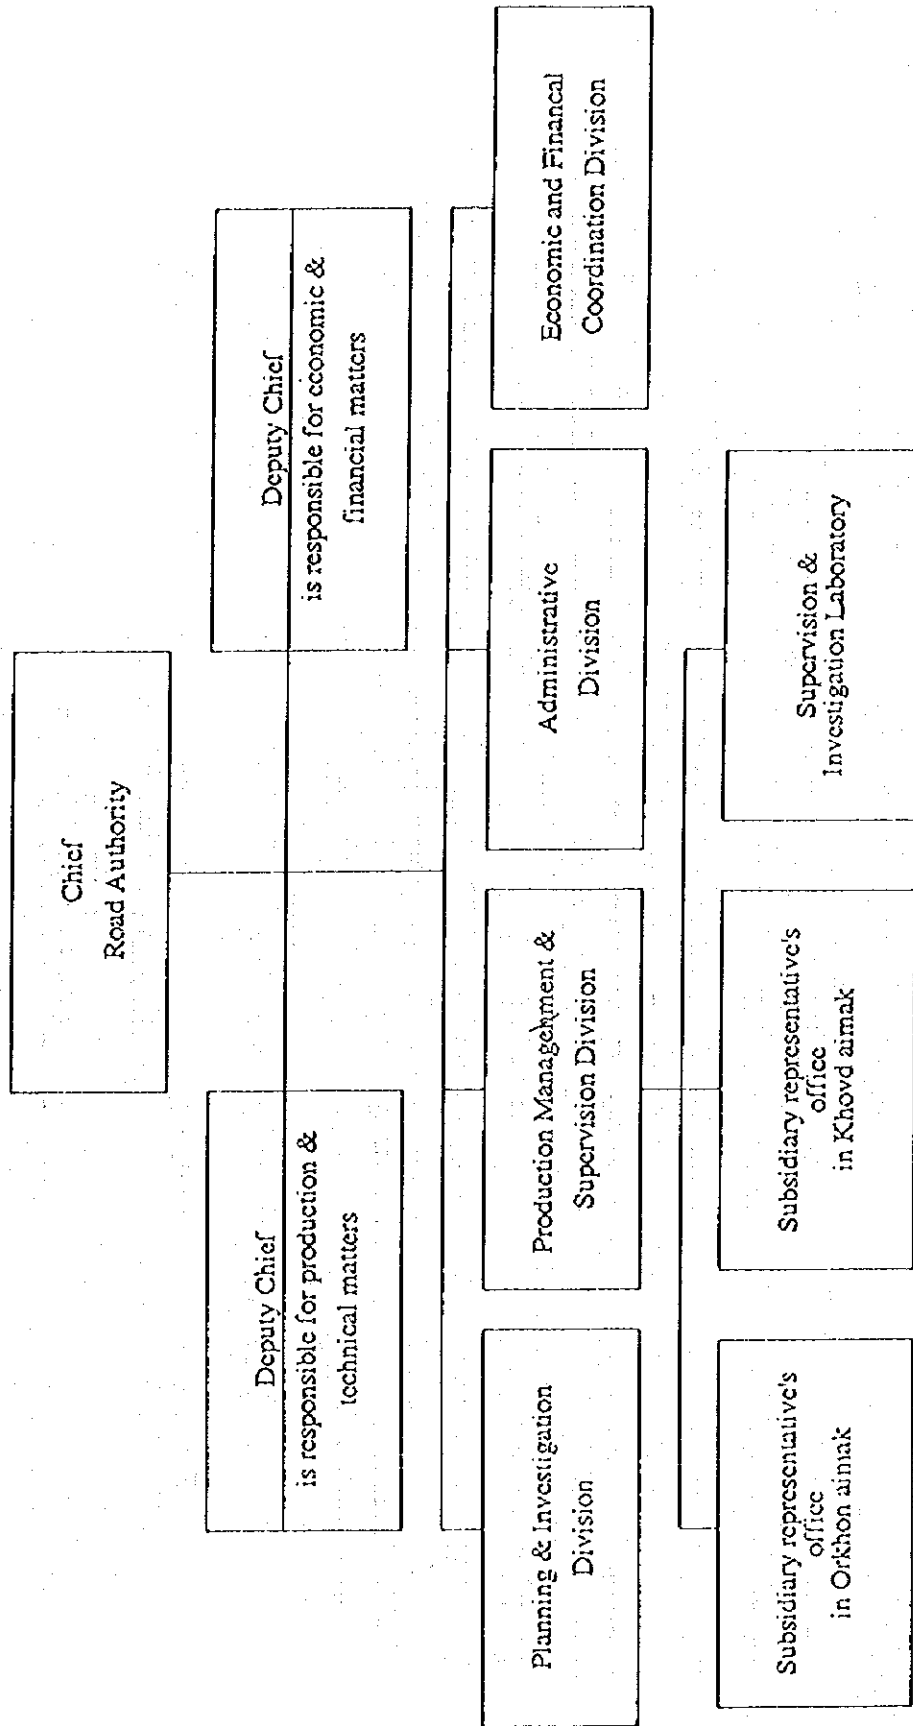 Chief
Road Authority
Deputy Chief
is responsible for production &
technical matters
Deputy Chief
is responsible for economic &
financial matters
Planning & Investigation
Division
Production Managehment &
Supervision Division
Administrative
Division
Economic and Financal
Coordination Division
Subsidiary representative's
office
in Orkhon aimak
Subsidiary representative's
office
in Khovd aimak
Supervision &
Investigation Laboratory